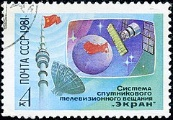 ПОЧТА СССР 1981
4К
Система
спутникового
телевизионного вещания
„ЭКРАН"